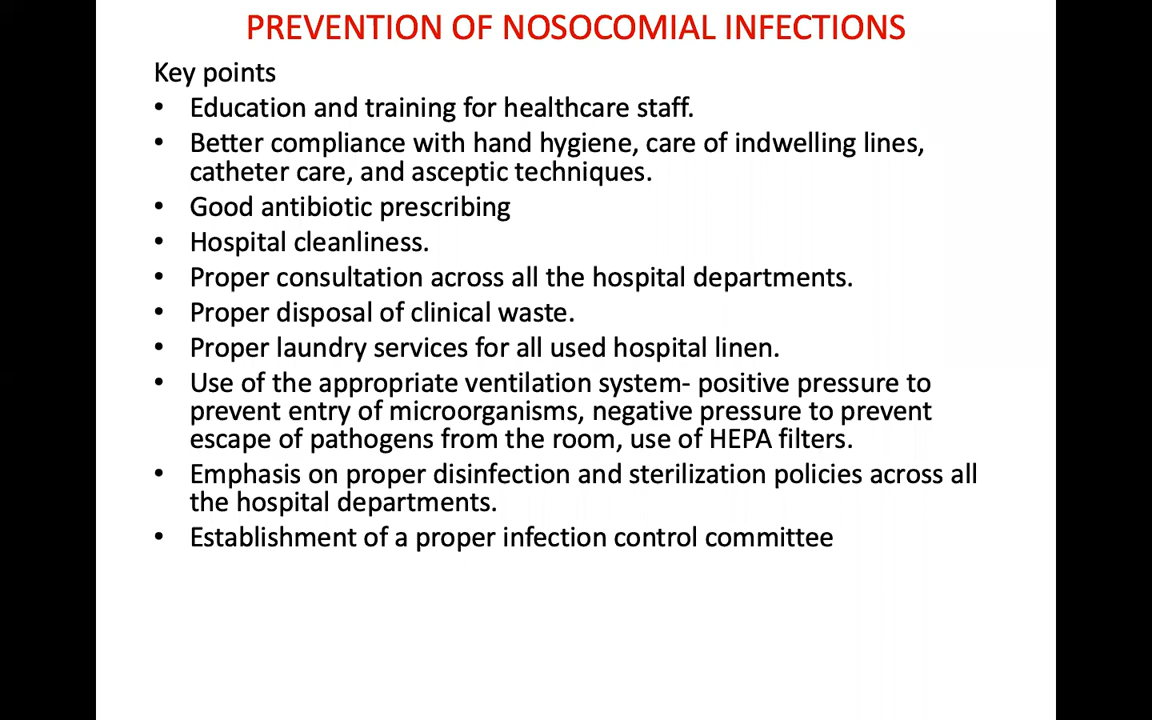 PREVENTION OF NOSOCOMIAL INFECTIONS
Key points
• Education and training for healthcare staff.
• Better compliance with hand hygiene, care of indwelling lines,
catheter care, and asceptic techniques.
• Good antibiotic prescribing
• Hospital cleanliness.
• Proper consultation across all the hospital departments.
• Proper disposal of clinical waste.
• Proper laundry services for all used hospital linen.
• Use of the appropriate ventilation system- positive pressure to
prevent entry of microorganisms, negative pressure to prevent
escape of pathogens from the room, use of HEPA filters.
• Emphasis on proper disinfection and sterilization policies across all
the hospital departments.
• Establishment of a proper infection control committee